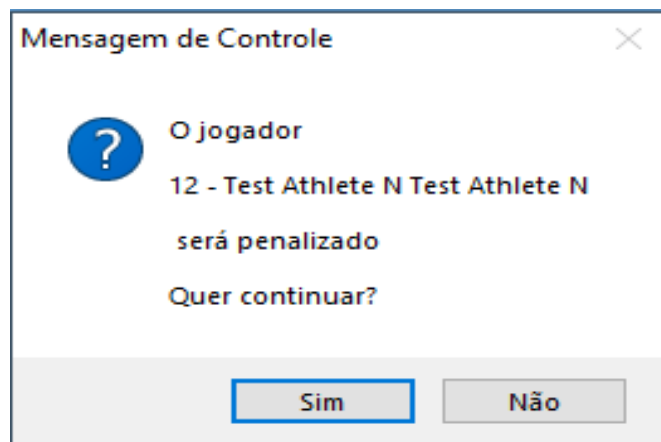 Mensagem de Controle
O jogador
12 - Test Athlete N Test Athlete N
será penalizado
Quer continuar?
Sim
Não